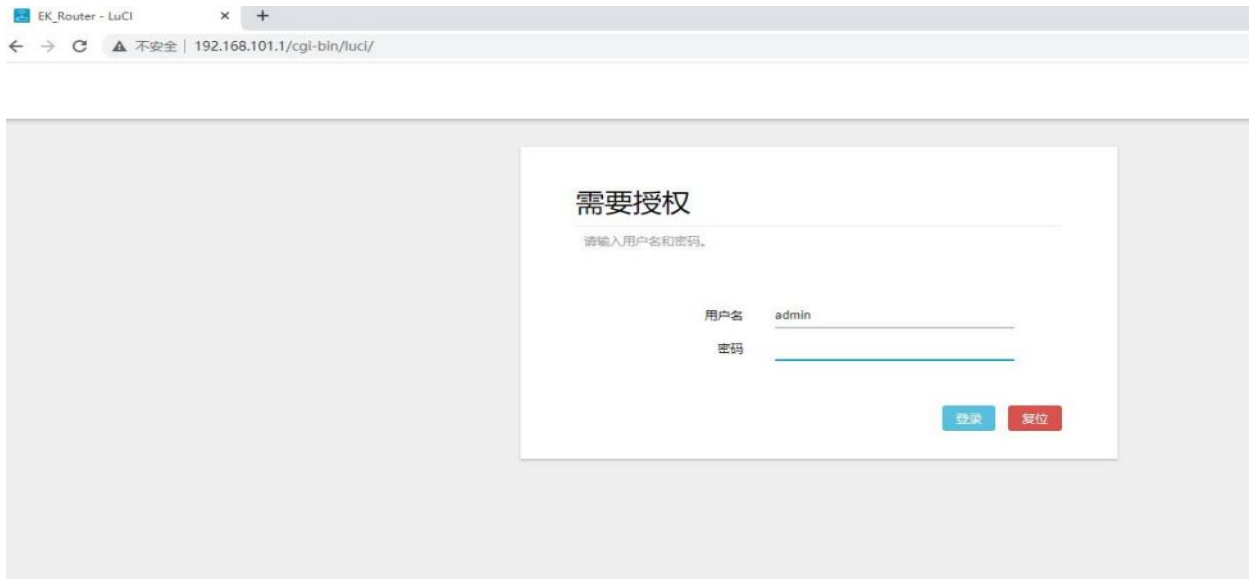 EK_Router - LuCI
不安全 | 192.168.101.1/cgi-bin/luci/
需要授权
请输入用户名和密码。
用户名 admin
密码
登录 复位